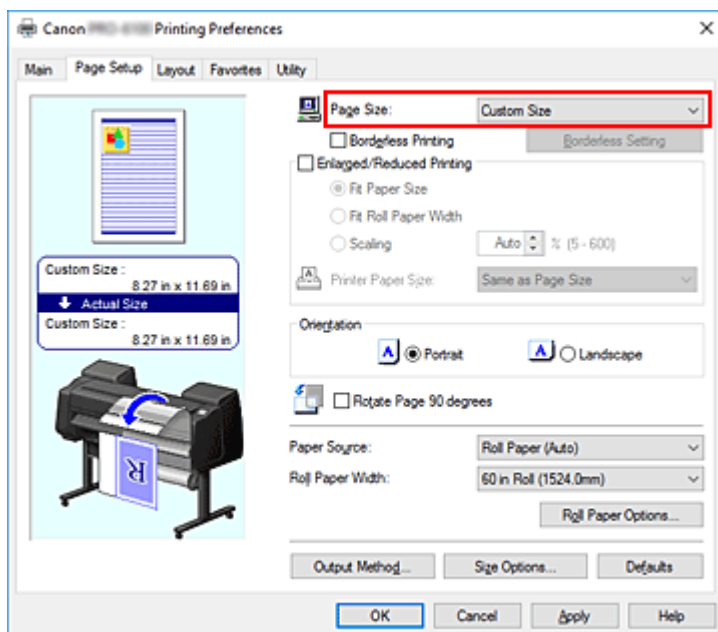 Canon Printing Preferences
Main Page Setup Layout Favorites Utility
Page Size: Custom Size
Borderless Printing Borderless Setting
Enlarged/Reduced Printing
Fit Paper Size
Fit Roll Paper Width
Scaling Auto % (5 - 600)
Printer Paper Size: Same as Page Size
Custom Size :
8.27 in x 11.69 in
Actual Size
Custom Size :
8.27 in x 11.69 in
Orientation
A Portrait A Landscape
Rotate Page 90 degrees
R
Paper Source: Roll Paper (Auto)
Roll Paper Width: 60 in Roll (1524.0mm)
Roll Paper Options...
Output Method... Size Options... Defaults
OK Cancel Apply Help